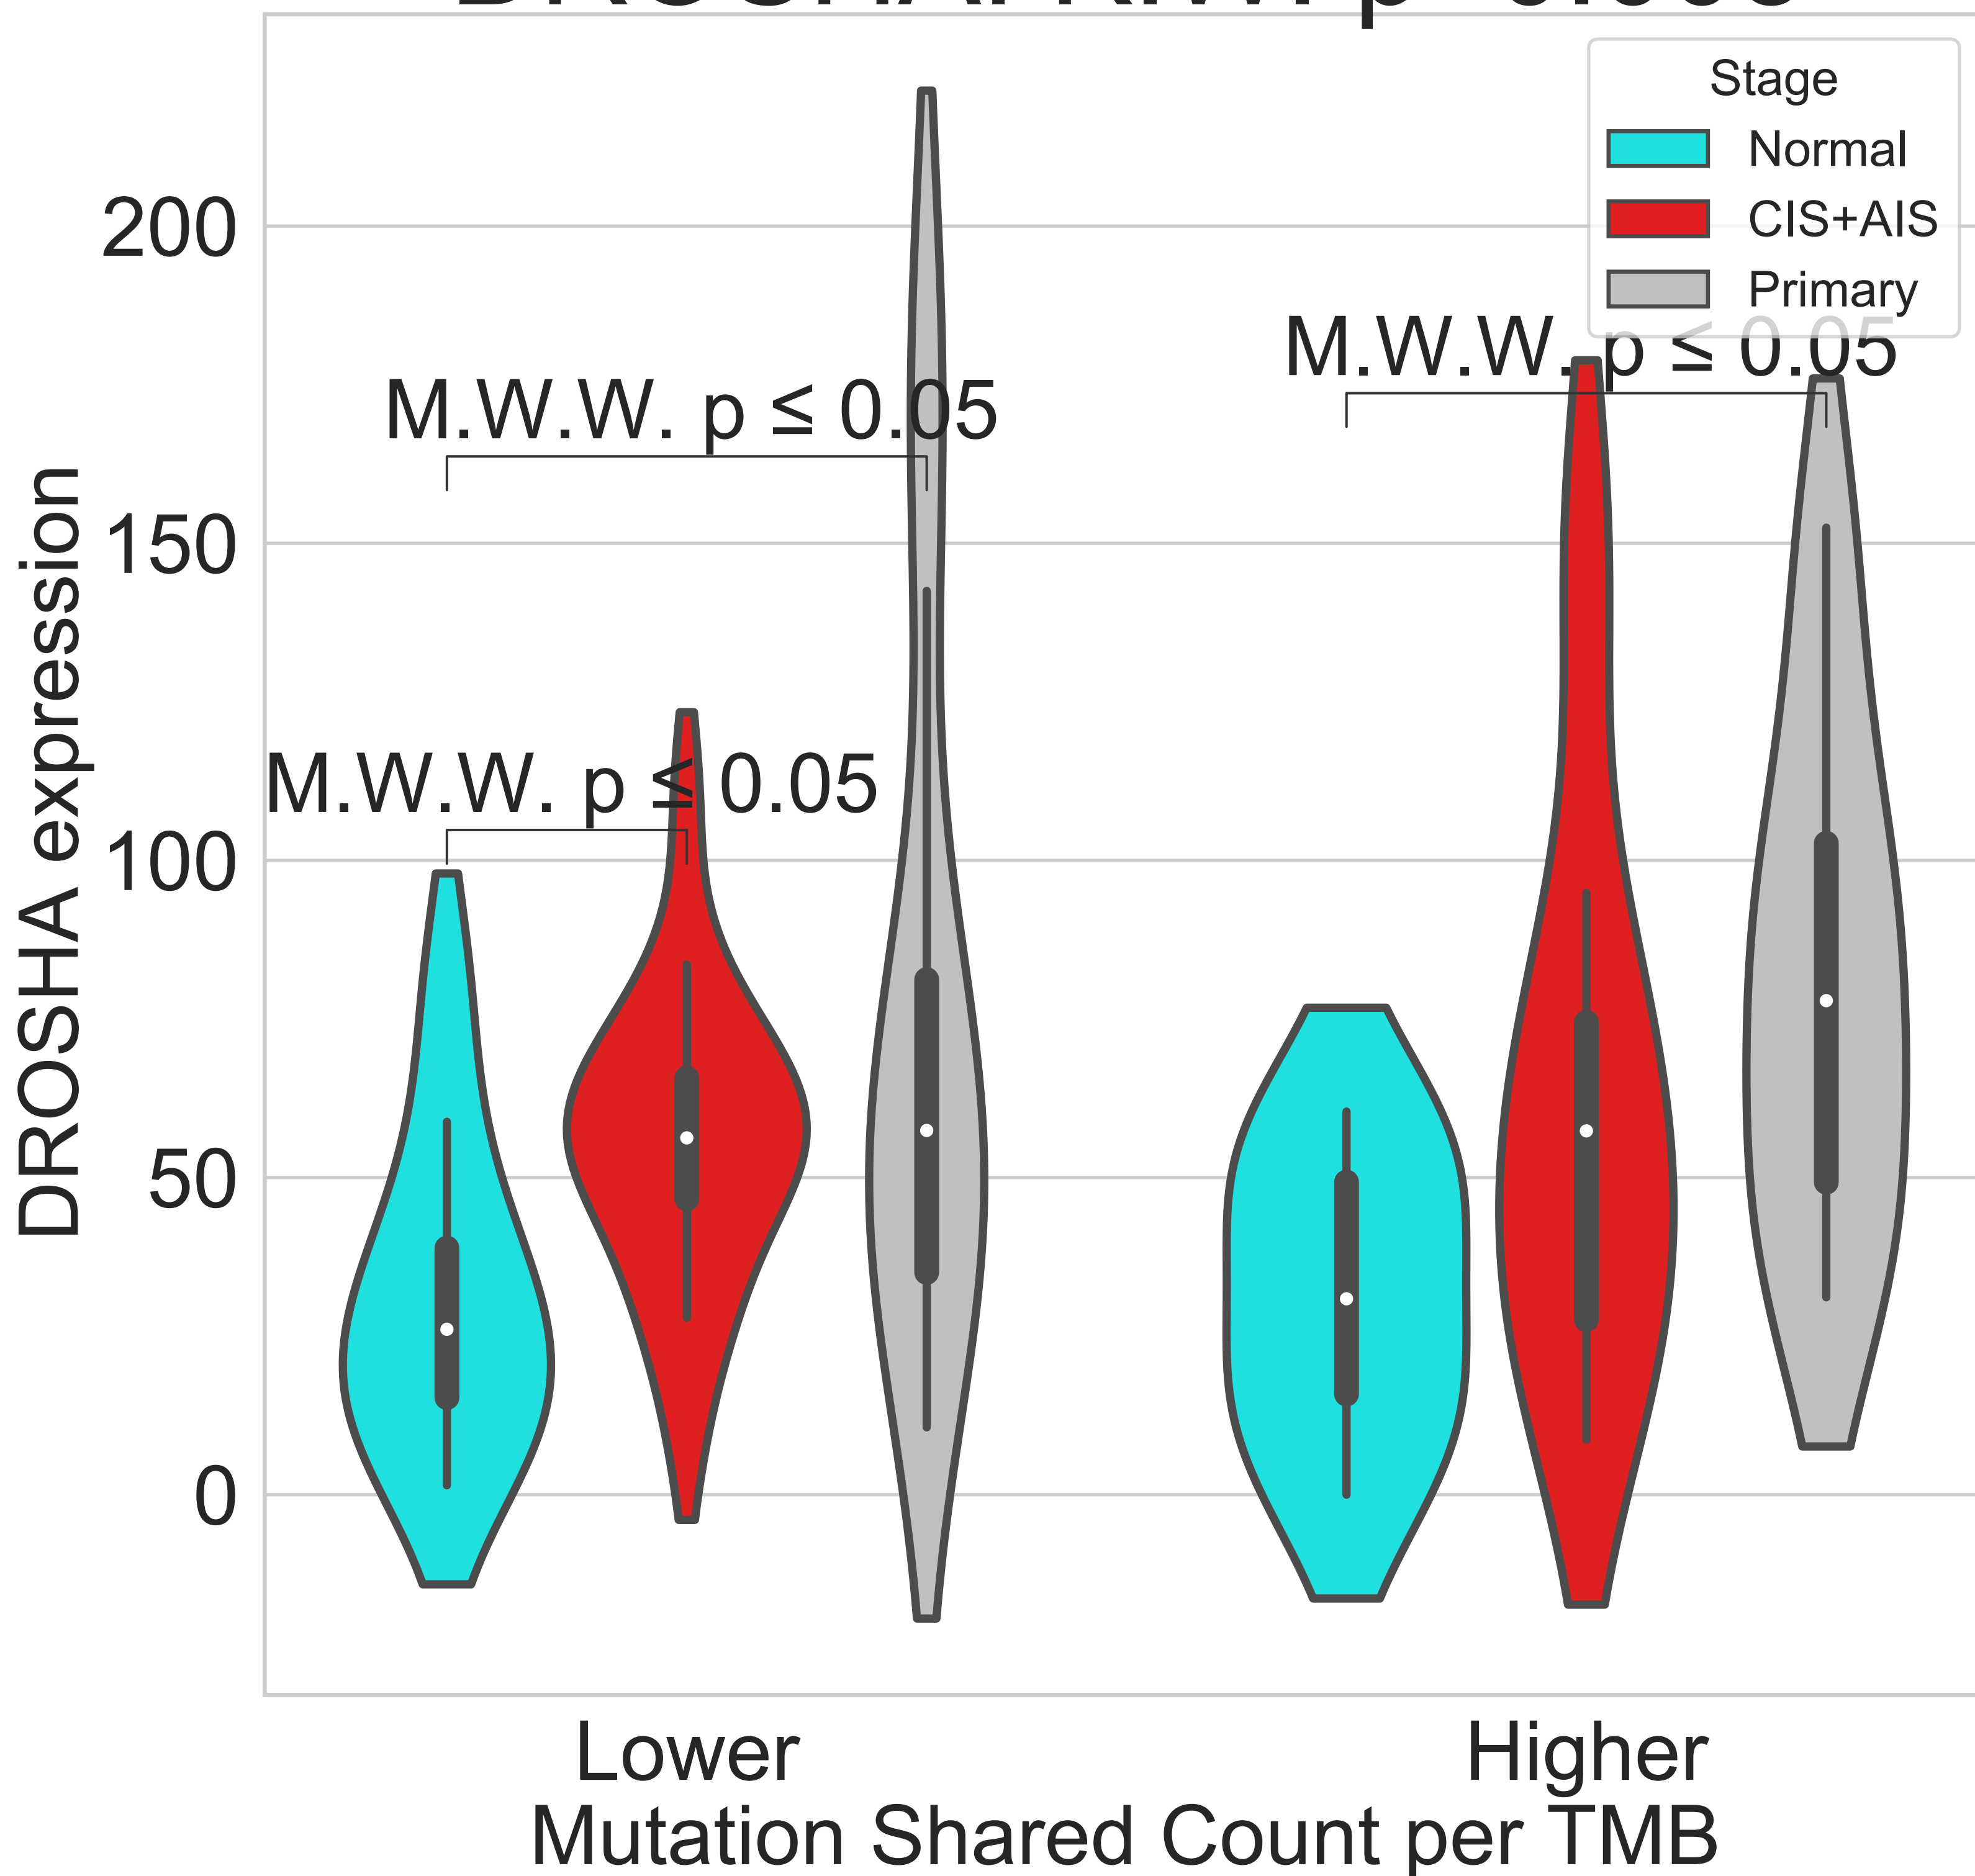 Stage
Normal
CIS+AIS
Primary
200
150
100
50
0
DROSHA expression
M.W.W. p ≤ 0.05
M.W.W. p ≤ 0.05
M.W.W. p ≤ 0.05
Lower
Higher
Mutation Shared Count per TMB